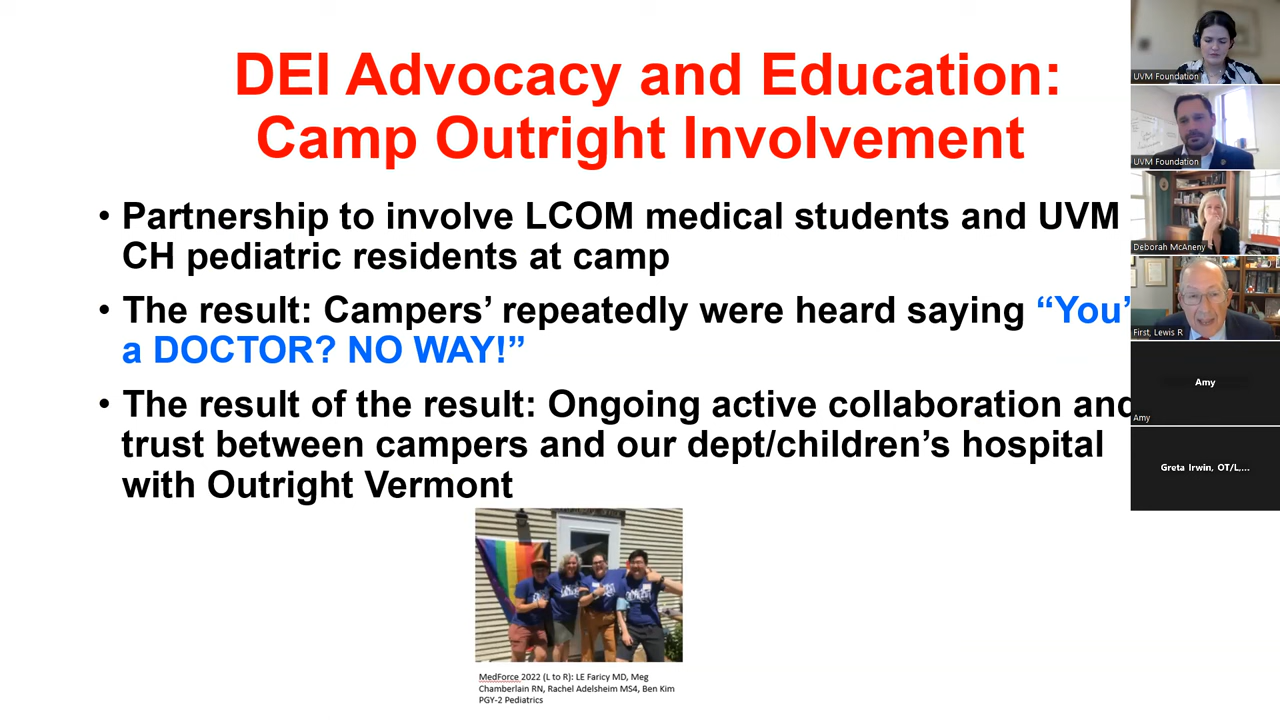 DEI Advocacy and Education:
Camp Outright Involvement
• Partnership to involve LCOM medical students and UVM
CH pediatric residents at camp
• The result: Campers’ repeatedly were heard saying “You’
a DOCTOR? NO WAY!”
• The result of the result: Ongoing active collaboration and
trust between campers and our dept/children’s hospital
with Outright Vermont
MedForce 2022 (L to R): LE Faricy MD, Meg
Chamberlain RN, Rachel Adelsheim MS4, Ben Kim
PGY-2 Pediatrics
UVM Foundation
UVM Foundation
Deborah McAneny
First, Lewis R
Amy
Amy
Greta Irwin, OT/L,...